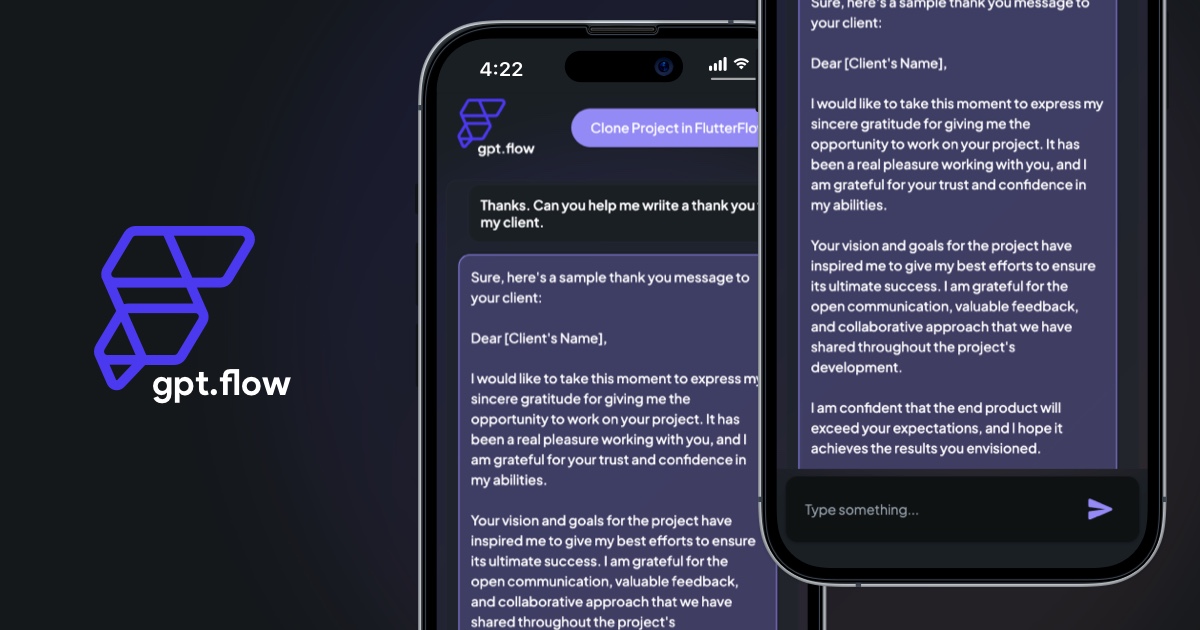 gpt.flow
4:22
gpt.flow
Clone Project in FlutterFlo
Thanks. Can you help me wriite a thank you
my client.
Sure, here's a sample thank you message to
your client:
Dear [Client's Name],
I would like to take this moment to express my
sincere gratitude for giving me the
opportunity to work on your project. It has
been a real pleasure working with you, and I
am grateful for your trust and confidence in
my abilities.
Your vision and goals for the project have
inspired me to give my best efforts to ensure
its ultimate success. I am grateful for the
open communication, valuable feedback,
and collaborative approach that we have
shared throughout the project's
Sure, here's a sample thank you message to
your client:
Dear [Client's Name],
I would like to take this moment to express my
sincere gratitude for giving me the
opportunity to work on your project. It has
been a real pleasure working with you, and I
am grateful for your trust and confidence in
my abilities.
Your vision and goals for the project have
inspired me to give my best efforts to ensure
its ultimate success. I am grateful for the
open communication, valuable feedback,
and collaborative approach that we have
shared throughout the project's
development.
I am confident that the end product will
exceed your expectations, and I hope it
achieves the results you envisioned.
Type something...